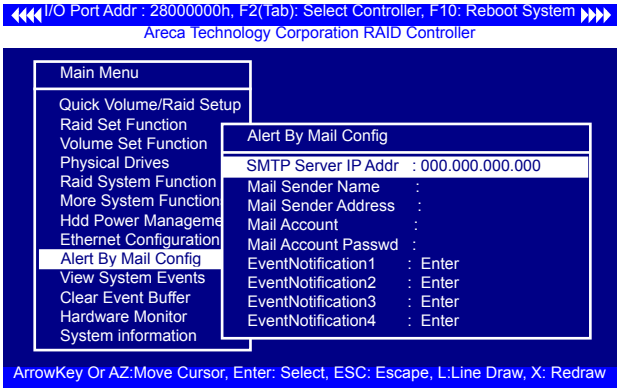 I/O Port Addr : 28000000h, F2(Tab): Select Controller, F10: Reboot System
Areca Technology Corporation RAID Controller
Main Menu
Quick Volume/Raid Setup
Raid Set Function
Volume Set Function
Physical Drives
Raid System Function
More System Function
Hdd Power Manageme
Ethernet Configuration
Alert By Mail Config
View System Events
Clear Event Buffer
Hardware Monitor
System information
Alert By Mail Config
SMTP Server IP Addr : 000.000.000.000
Mail Sender Name :
Mail Sender Address :
Mail Account :
Mail Account Passwd :
EventNotification1 : Enter
EventNotification2 : Enter
EventNotification3 : Enter
EventNotification4 : Enter
ArrowKey Or AZ:Move Cursor, Enter: Select, ESC: Escape, L:Line Draw, X: Redraw